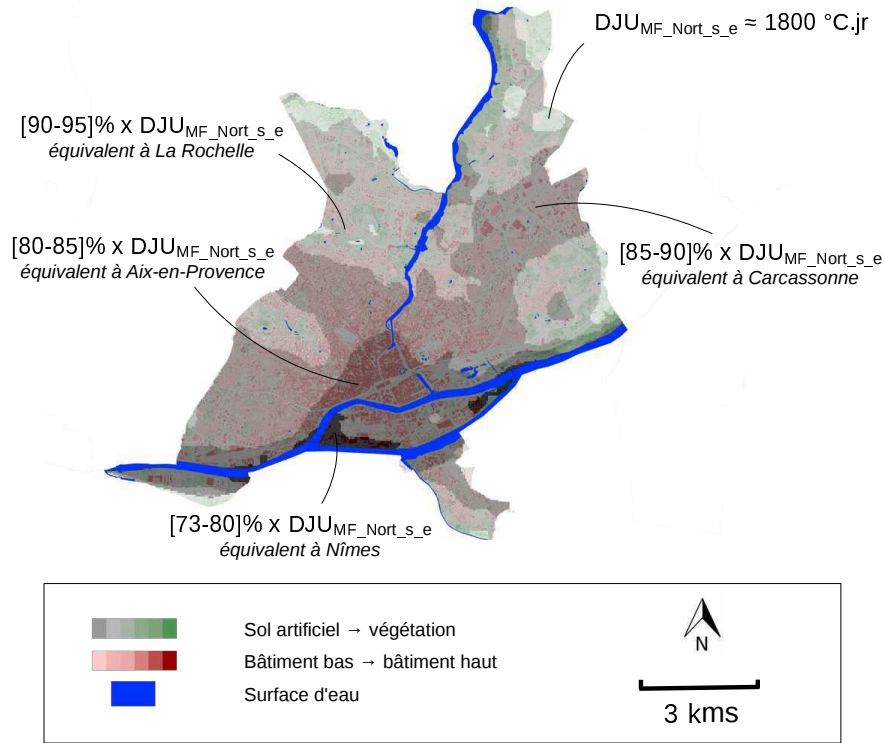 DJU_MF_Nort_s_e ≈ 1800 °C.jr
[90-95]% x DJU_MF_Nort_s_e
équivalent à La Rochelle
[80-85]% x DJU_MF_Nort_s_e
équivalent à Aix-en-Provence
[85-90]% x DJU_MF_Nort_s_e
équivalent à Carcassonne
[73-80]% x DJU_MF_Nort_s_e
équivalent à Nîmes
Sol artificiel → végétation
Bâtiment bas → bâtiment haut
Surface d'eau
N
3 kms